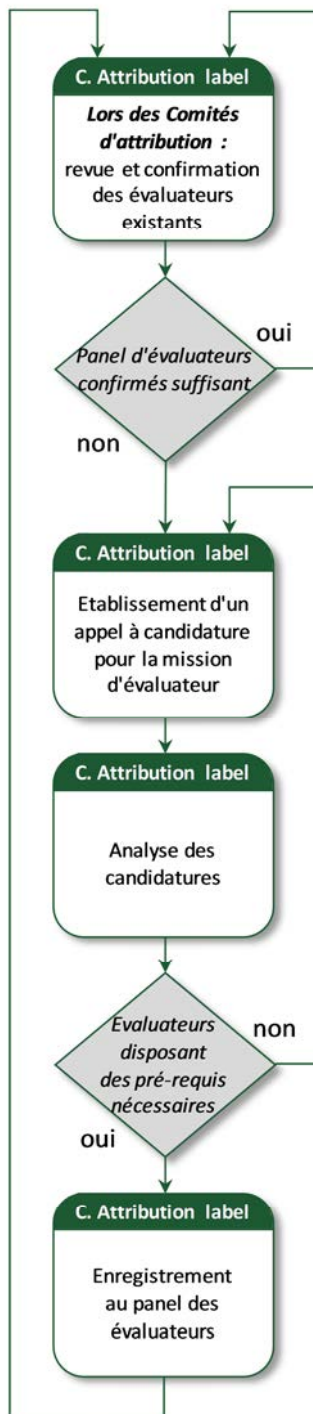 C. Attribution label
Lors des Comités
d'attribution :
revue et confirmation
des évaluateurs
existants
oui
Panel d'évaluateurs
confirmés suffisant
non
C. Attribution label
Etablissement d'un
appel à candidature
pour la mission
d'évaluateur
C. Attribution label
Analyse des
candidatures
Evaluateurs
disposant
des pré-requis
nécessaires
non
oui
C. Attribution label
Enregistrement
au panel des
évaluateurs